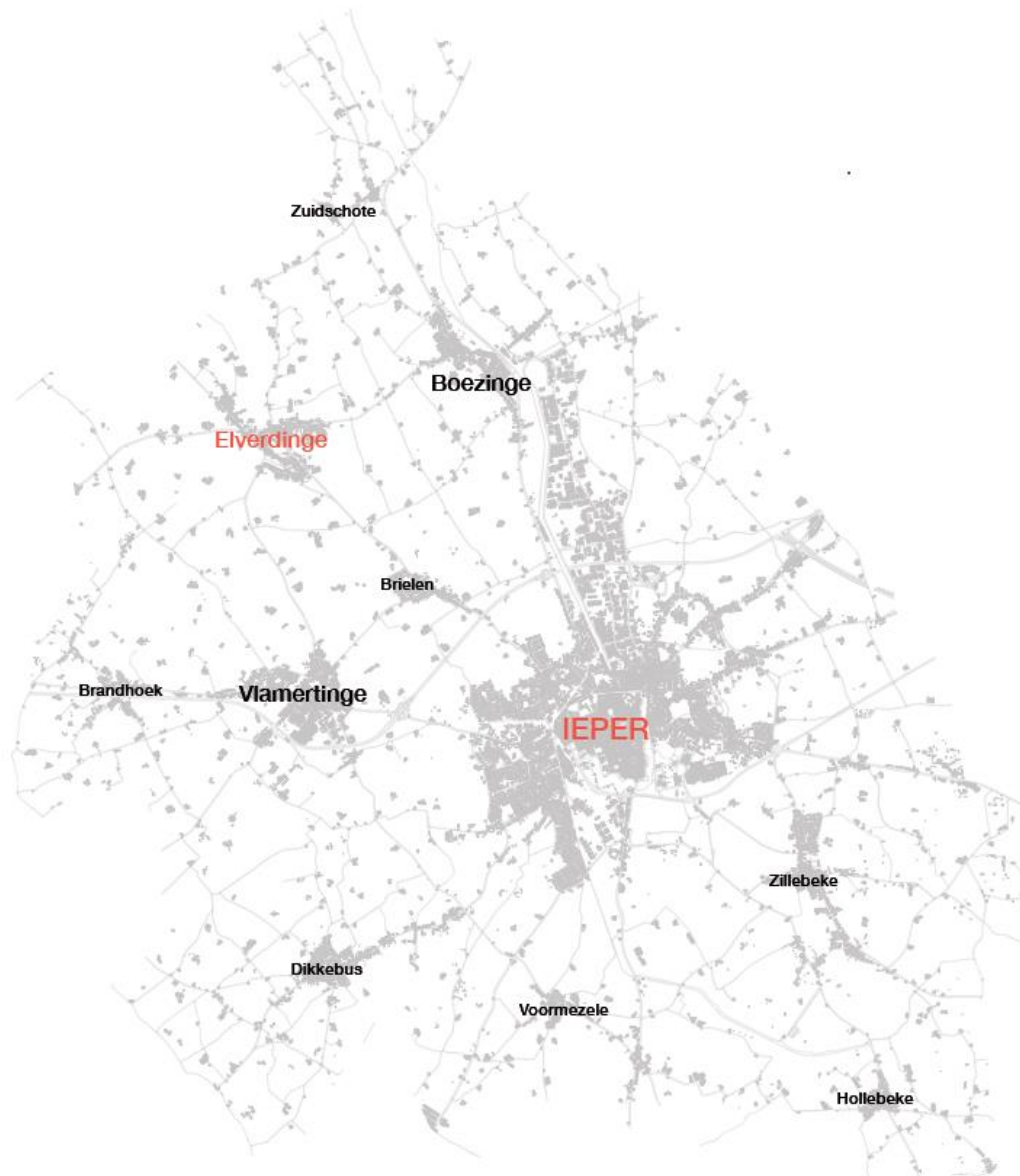 Zuidschote
Boezinge
Elverdinge
Brielen
Brandhoek
Vlamertinge
IEPER
Zillebeke
Dikkebus
Voormezele
Hollebeke